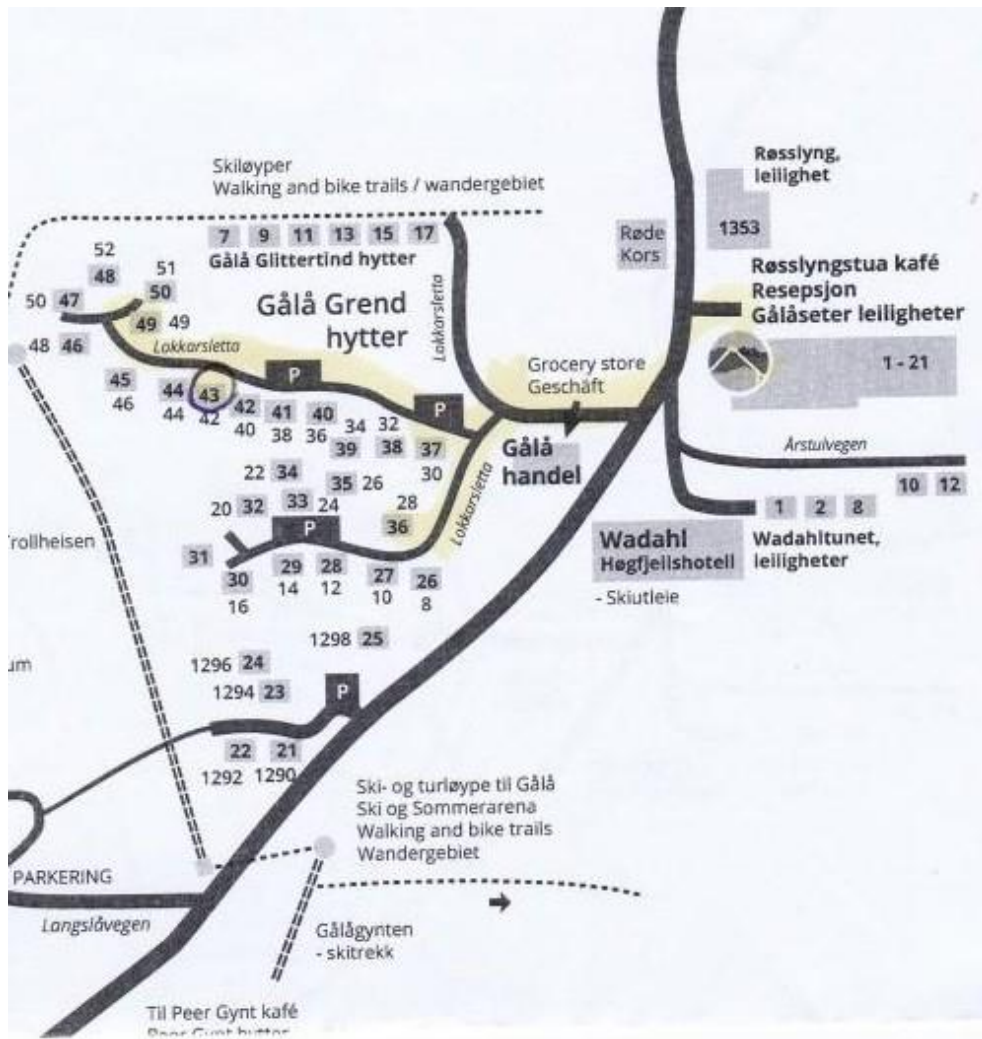 Røsslyng,
leilighet
Skiløyper
Walking and bike trails / wandergebiet
1353
Røde
Kors
7 9 11 13 15 17
Gålå Glittertind hytter
52
48
51
50
50 47
Røsslyngstua kafé
Resepsjon
Gålåseter leiligheter
Gålå Grend
hytter
Lokkarsletta
49 49
48 46
Lokkarsletta
Grocery store
Geschäft
1 - 21
P
45
46
44
44
43
42
42
40
41
38
40
36
34
39
32
38
P
37
30
Gålå
handel
Årstulvegen
22 34
35 26
10 12
20 32
33
24
28
36
Lokkarsletta
1 2 8
P
Wadahl
Høgfjellshotell
Wadahltunet,
leiligheter
- Skiutleie
rollheisen
31
30
16
29
14
28
12
27
10
26
8
1298 25
1296 24
um
1294 23
P
22
1292
21
1290
Ski- og turløype til Gålå
Ski og Sommerarena
Walking and bike trails
Wandergebiet
PARKERING
Langslåvegen
Gålågynten
- skitrekk
Til Peer Gynt kafé
Peer Gynt hytter